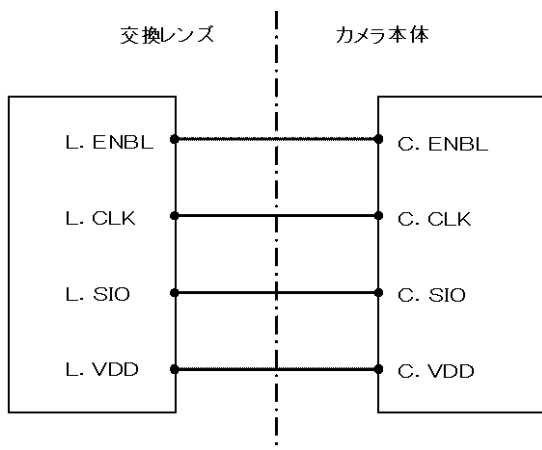 交換レンズ
カメラ本体
L. ENBL
C. ENBL
L. CLK
C. CLK
L. SIO
C. SIO
L. VDD
C. VDD